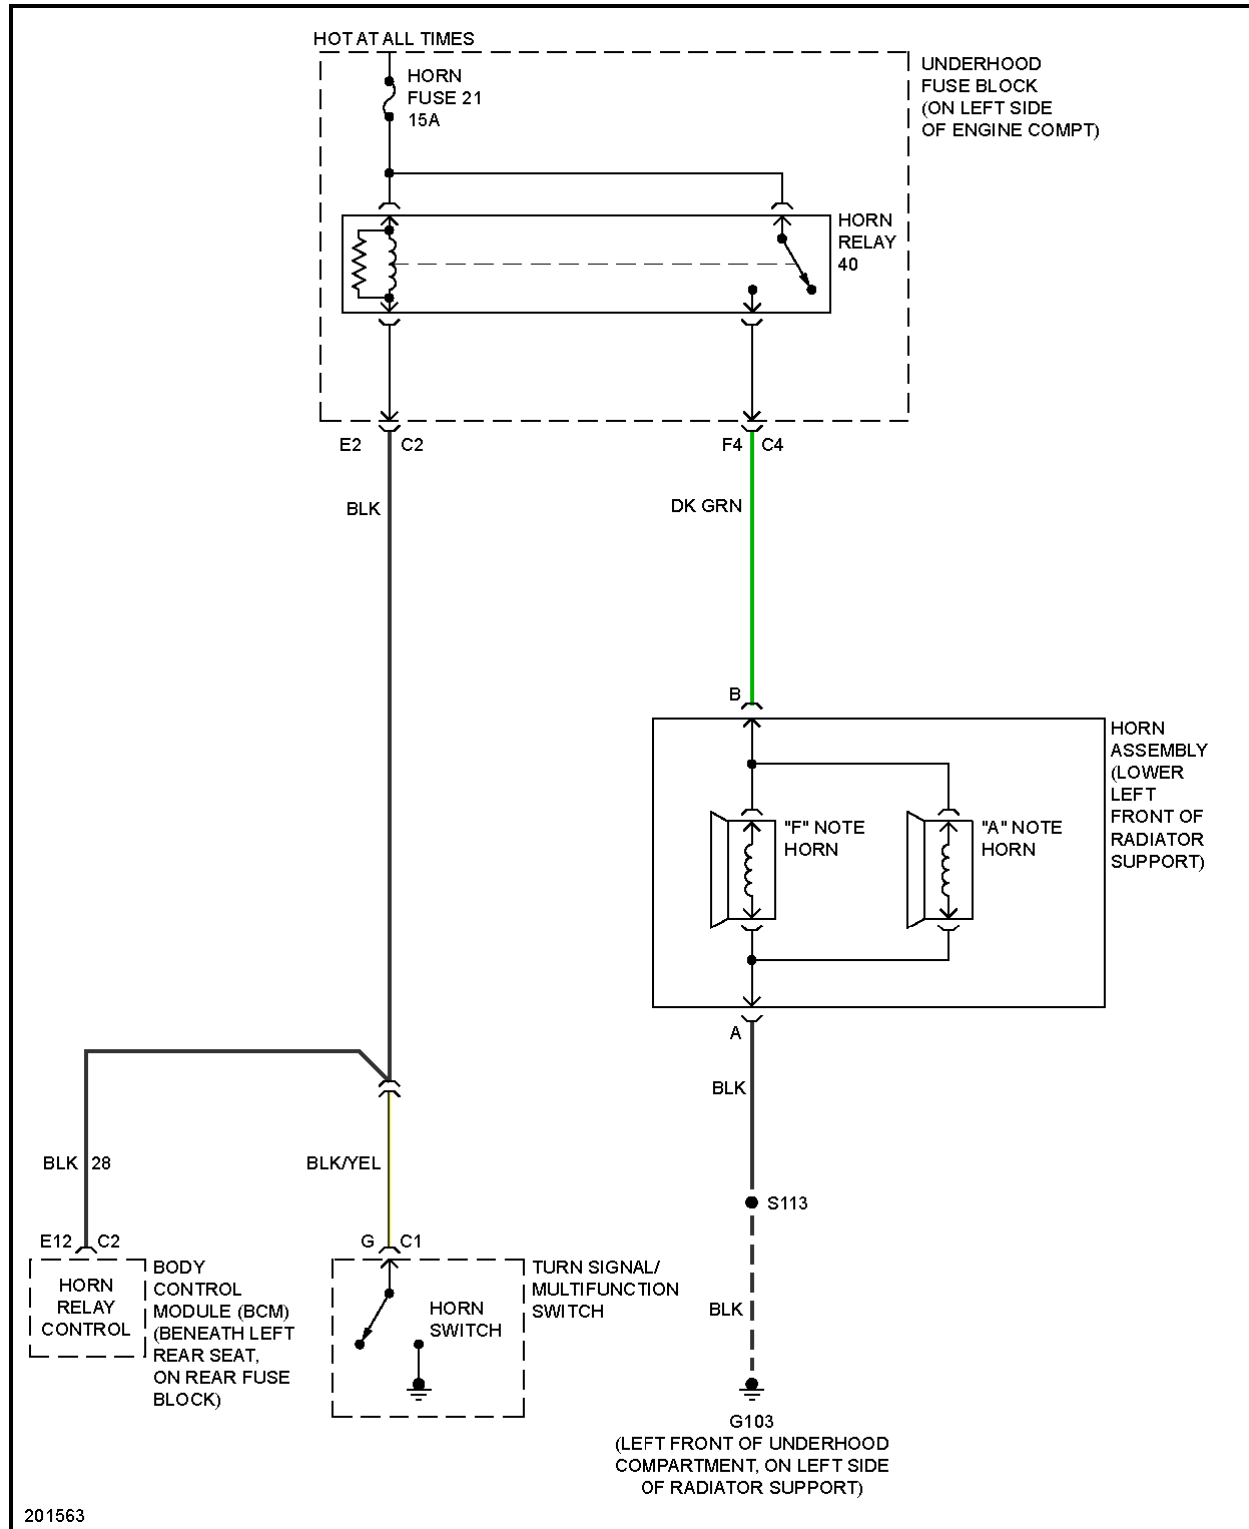 HOT AT ALL TIMES
HORN
FUSE 21
15A
UNDERHOOD
FUSE BLOCK
(ON LEFT SIDE
OF ENGINE COMPT)
HORN
RELAY
40
E2
C2
F4
C4
BLK
DK GRN
B
HORN
ASSEMBLY
(LOWER
LEFT
FRONT OF
RADIATOR
SUPPORT)
"F" NOTE
HORN
"A" NOTE
HORN
A
BLK
BLK
28
BLK/YEL
S113
E12
C2
G
C1
HORN
RELAY
CONTROL
BODY
CONTROL
MODULE (BCM)
(BENEATH LEFT
REAR SEAT,
ON REAR FUSE
BLOCK)
HORN
SWITCH
TURN SIGNAL/
MULTIFUNCTION
SWITCH
BLK
G103
(LEFT FRONT OF UNDERHOOD
COMPARTMENT, ON LEFT SIDE
OF RADIATOR SUPPORT)
201563